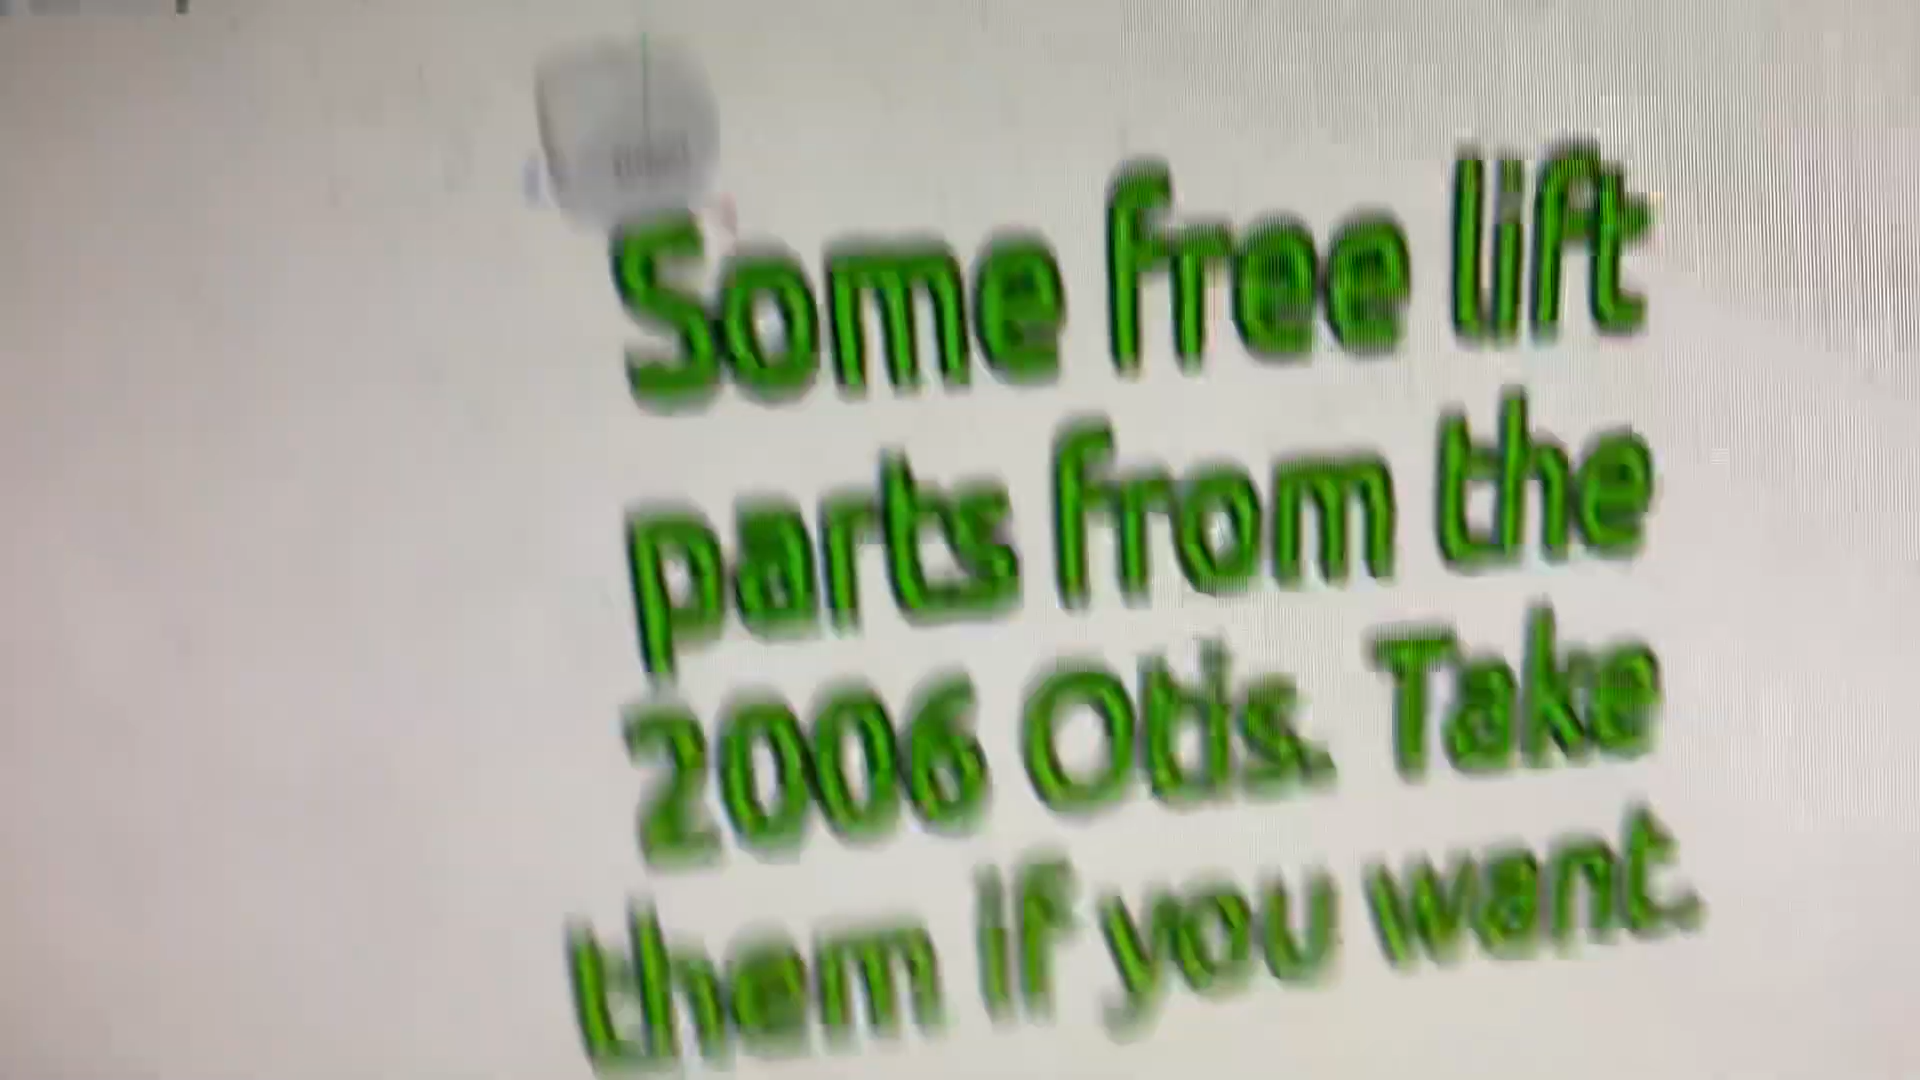 Some free lift
parts from the
2006 Otis. Take
them if you want.